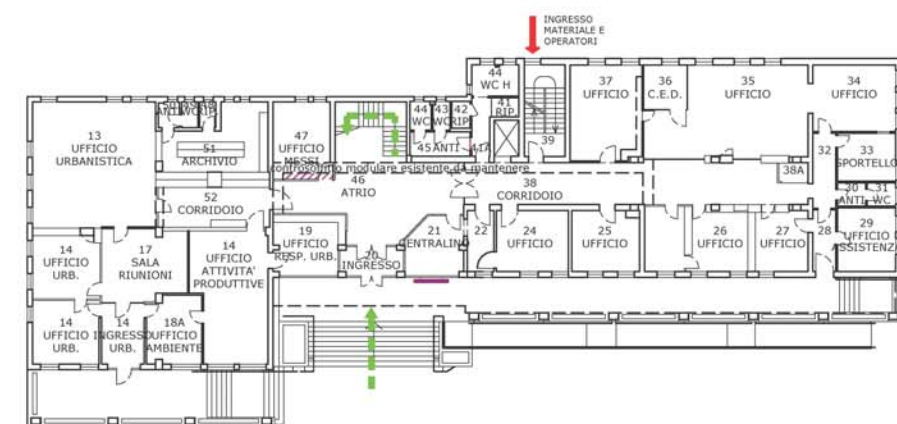 INGRESSO
MATERIALE E
OPERATORI
44
WC H
37
UFFICIO
36
C.E.D.
35
UFFICIO
34
UFFICIO
13
UFFICIO
URBANISTICA
51
ARCHIVIO
47
UFFICIO
MESSI
44
WC
43
WC
42
RIP
41
RIP
45 ANTI
41A
39
controsoffitto modulare esistente da mantenere
46
ATRIO
38
CORRIDOIO
38A
32
33
SPORTELLO
30
ANTI
31
WC
52
CORRIDOIO
14
UFFICIO
URB.
17
SALA
RIUNIONI
14
UFFICIO
ATTIVITA'
PRODUTTIVE
19
UFFICIO
RESP. URB.
20
INGRESSO
21
CENTRALINO
22
24
UFFICIO
25
UFFICIO
26
UFFICIO
27
UFFICIO
28
29
UFFICIO
ASSISTENZA
14
UFFICIO
URB.
14
INGRESSO
URB.
18A
UFFICIO
AMBIENTE